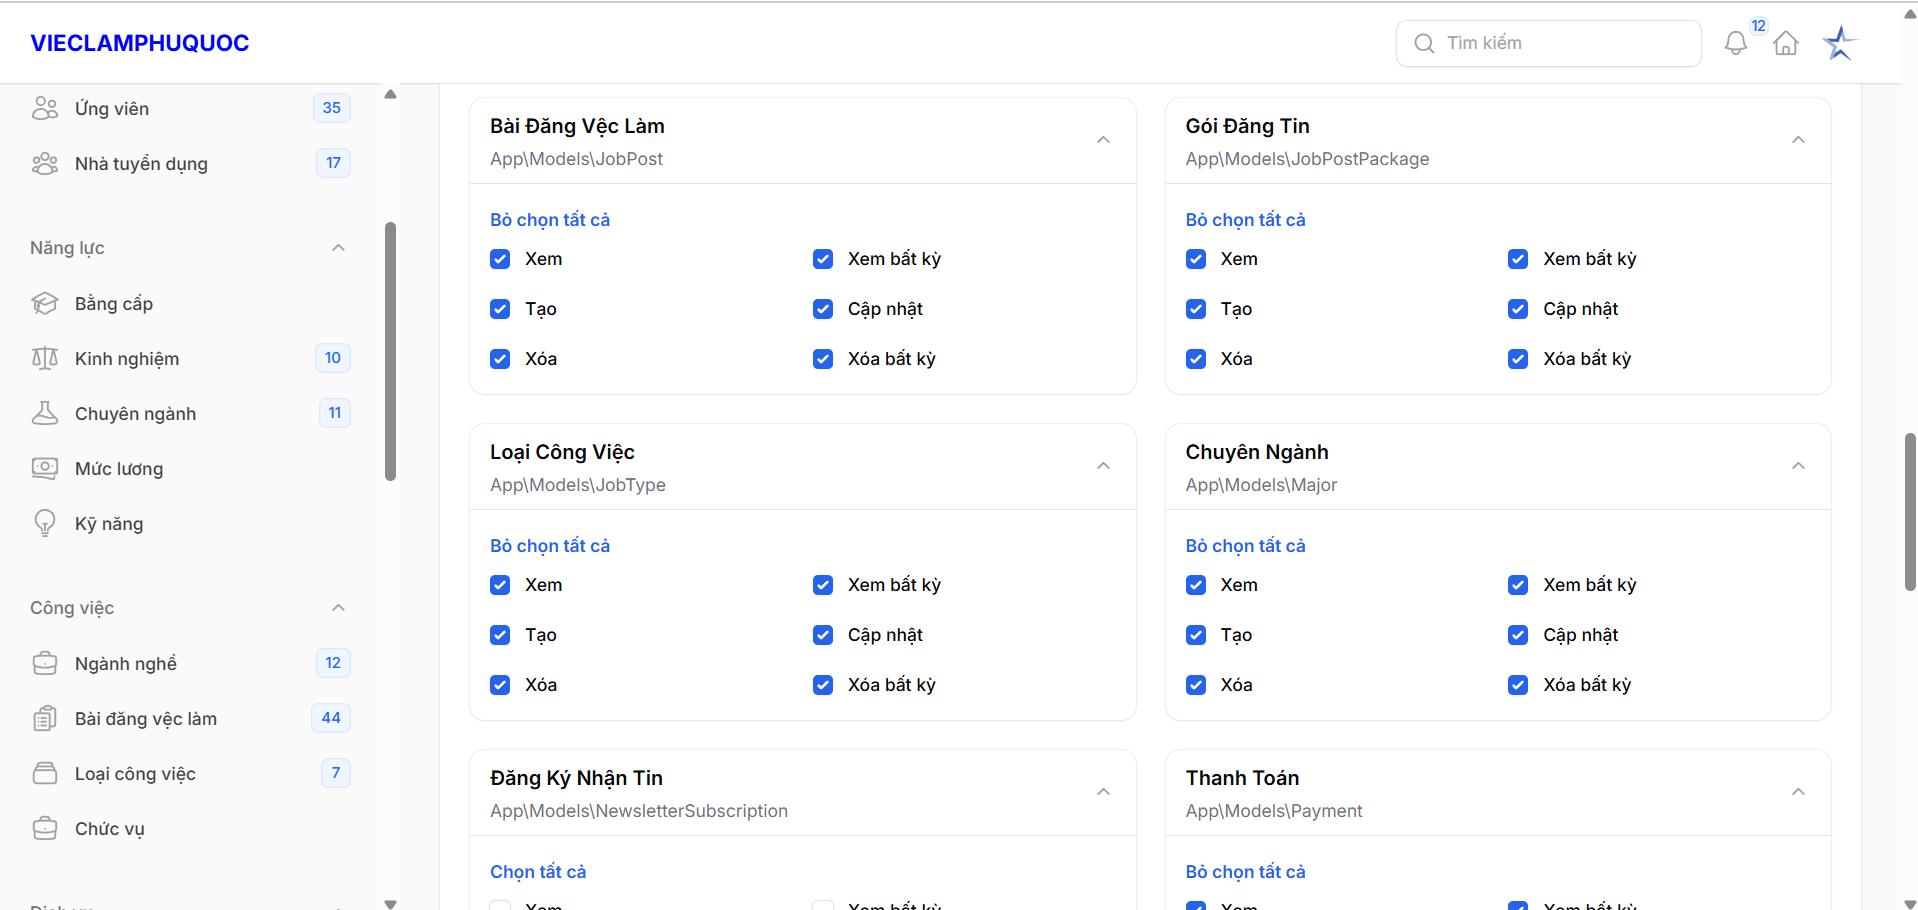 VIECLAMPHUQUOC
Tìm kiếm
12
Ứng viên
35
Nhà tuyển dụng
17
Năng lực
Bằng cấp
Kinh nghiệm
10
Chuyên ngành
11
Mức lương
Kỹ năng
Công việc
Ngành nghề
12
Bài đăng vệc làm
44
Loại công việc
7
Chức vụ
Bài Đăng Vệc Làm
App\Models\JobPost
Bỏ chọn tất cả
Xem
Xem bất kỳ
Tạo
Cập nhật
Xóa
Xóa bất kỳ
Gói Đăng Tin
App\Models\JobPostPackage
Bỏ chọn tất cả
Xem
Xem bất kỳ
Tạo
Cập nhật
Xóa
Xóa bất kỳ
Loại Công Việc
App\Models\JobType
Bỏ chọn tất cả
Xem
Xem bất kỳ
Tạo
Cập nhật
Xóa
Xóa bất kỳ
Chuyên Ngành
App\Models\Major
Bỏ chọn tất cả
Xem
Xem bất kỳ
Tạo
Cập nhật
Xóa
Xóa bất kỳ
Đăng Ký Nhận Tin
App\Models\NewsletterSubscription
Chọn tất cả
Xem
Xem bất kỳ
Thanh Toán
App\Models\Payment
Bỏ chọn tất cả
Xem
Xem bất kỳ